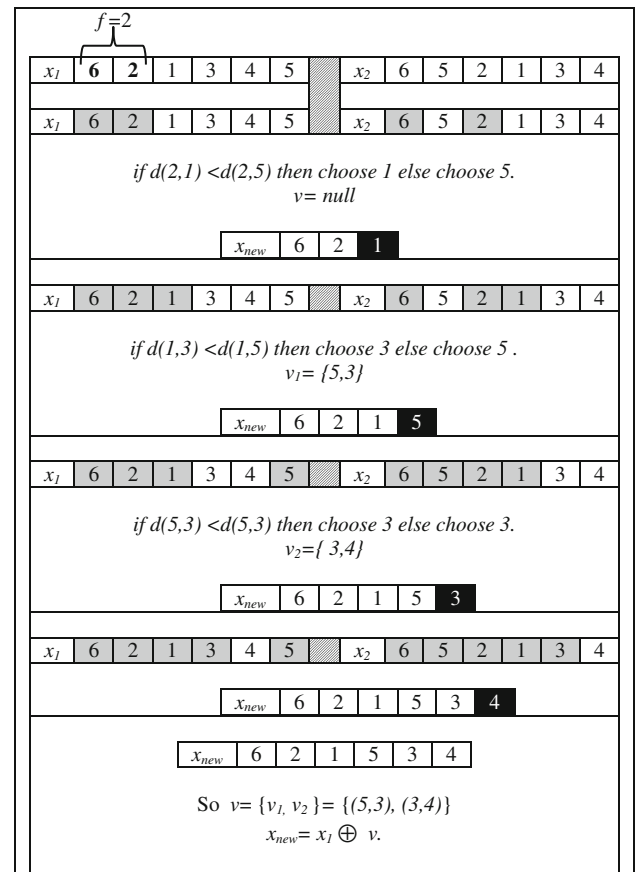 f=2
x1 6 2 1 3 4 5 x2 6 5 2 1 3 4
x1 6 2 1 3 4 5 x2 6 5 2 1 3 4
if d(2,1) <d(2,5) then choose 1 else choose 5.
v= null
xnew 6 2 1
x1 6 2 1 3 4 5 x2 6 5 2 1 3 4
if d(1,3) <d(1,5) then choose 3 else choose 5 .
v1= {5,3}
xnew 6 2 1 5
x1 6 2 1 3 4 5 x2 6 5 2 1 3 4
if d(5,3) <d(5,3) then choose 3 else choose 3.
v2={ 3,4}
xnew 6 2 1 5 3
x1 6 2 1 3 4 5 x2 6 5 2 1 3 4
xnew 6 2 1 5 3 4
xnew 6 2 1 5 3 4
So v= {v1, v2 }= {(5,3), (3,4)}
xnew= x1 ⊕ v.